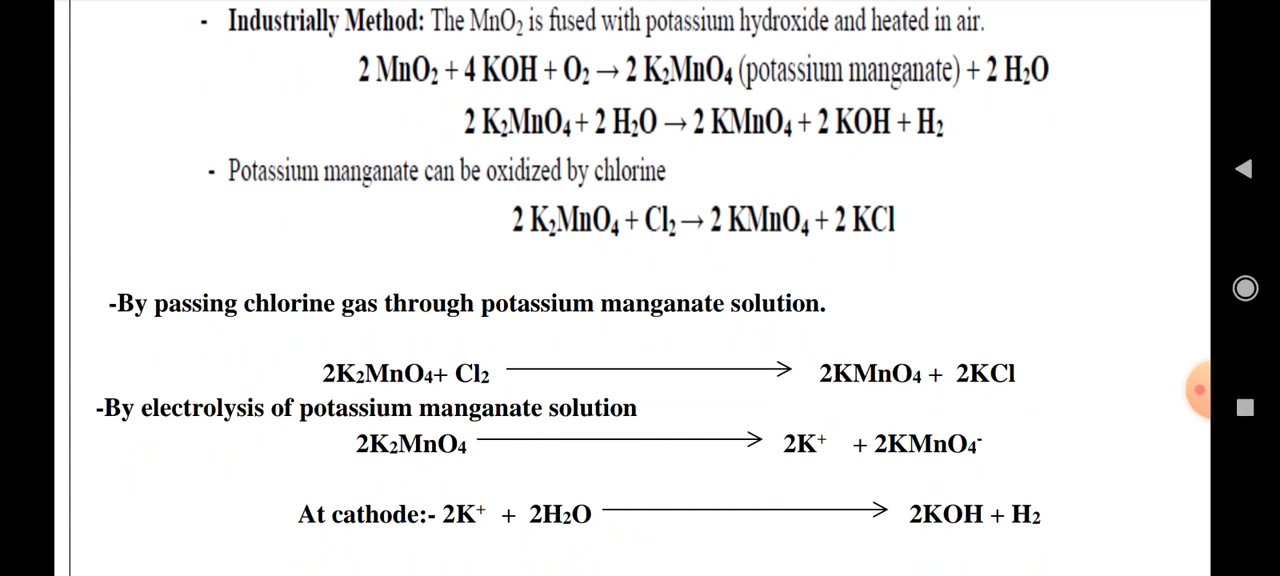 - Industrially Method: The MnO₂ is fused with potassium hydroxide and heated in air.
2 MnO₂ + 4 KOH + O₂ → 2 K₂MnO₄ (potassium manganate) + 2 H₂O
2 K₂MnO₄ + 2 H₂O → 2 KMnO₄ + 2 KOH + H₂
- Potassium manganate can be oxidized by chlorine
2 K₂MnO₄ + Cl₂ → 2 KMnO₄ + 2 KCl
-By passing chlorine gas through potassium manganate solution.
2K₂MnO₄+ Cl₂ → 2KMnO₄ + 2KCl
-By electrolysis of potassium manganate solution
2K₂MnO₄ → 2K⁺ + 2KMnO₄⁻
At cathode:- 2K⁺ + 2H₂O → 2KOH + H₂